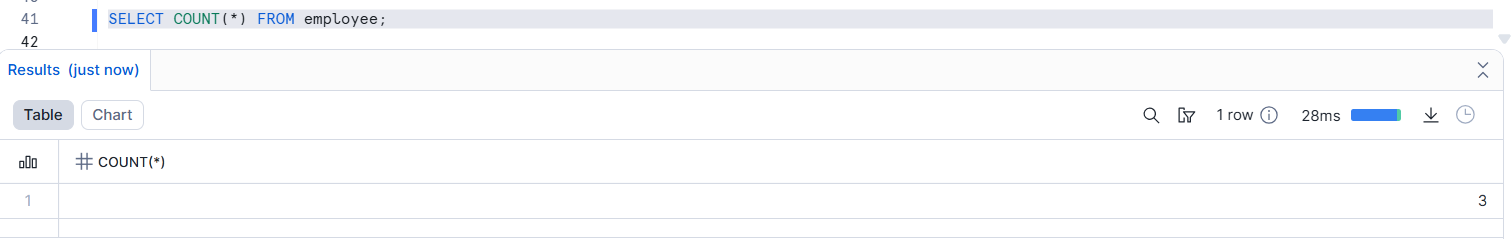 41 SELECT COUNT(*) FROM employee;
42
Results (just now)
Table Chart 1 row 28ms
COUNT(*)
1 3